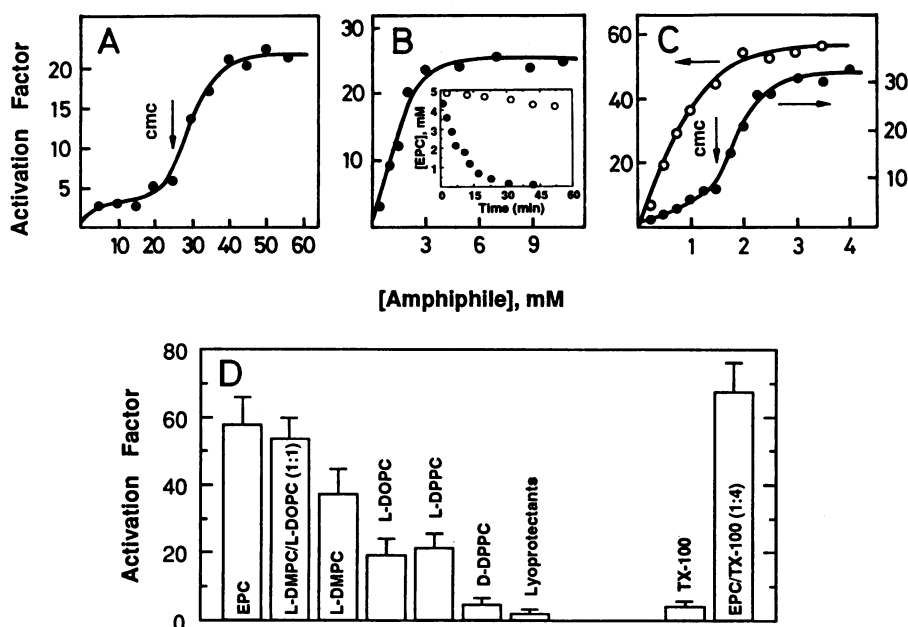 A
B
C
Activation Factor
20
15
10
5
10 20 30 40 50 60
cmc
30
20
10
3 6 9
[EPC], mM
5
4
3
2
1
0 15 30 45 60
Time (min)
60
40
20
1 2 3 4
30
20
10
cmc
[Amphiphile], mM
D
Activation Factor
80
60
40
20
0
EPC
L-DMPC/L-DOPC (1:1)
L-DMPC
L-DOPC
L-DPPC
D-DPPC
Lyoprotectants
TX-100
EPC/TX-100 (1:4)